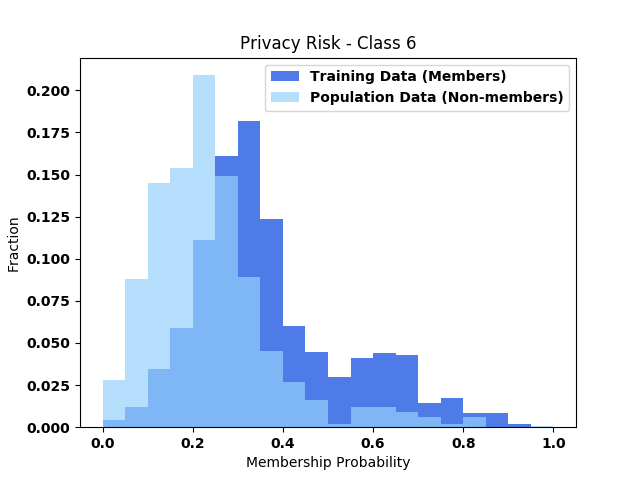 Privacy Risk - Class 6
Training Data (Members)
Population Data (Non-members)
0.200
0.175
0.150
0.125
0.100
0.075
0.050
0.025
0.000
Fraction
0.0 0.2 0.4 0.6 0.8 1.0
Membership Probability